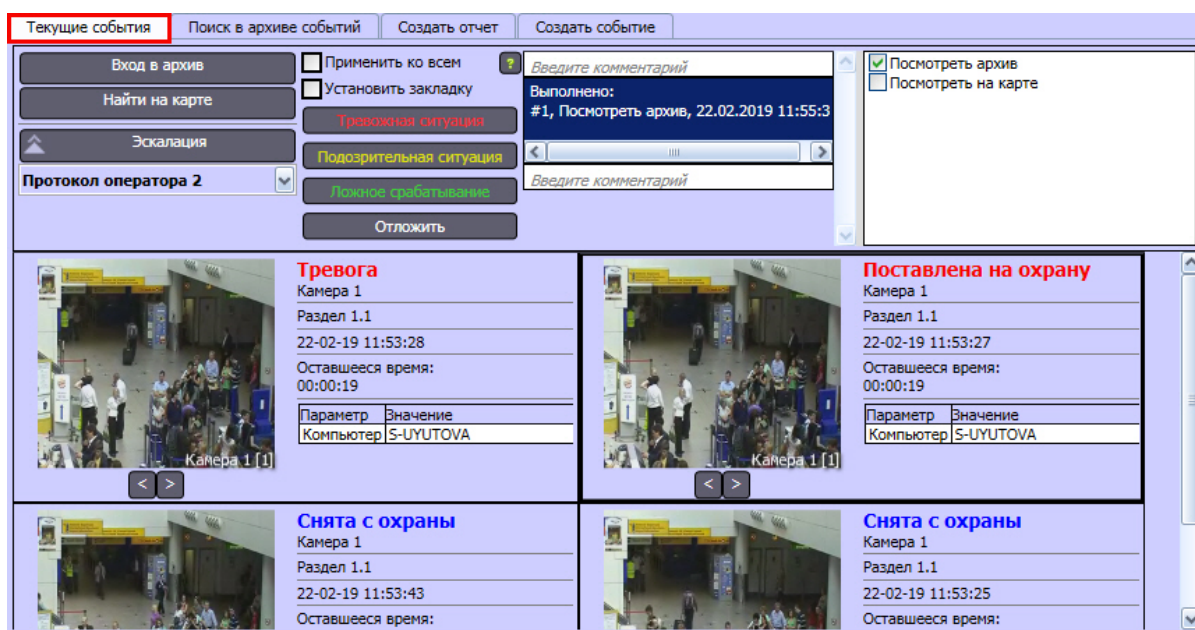 Текущие события
Поиск в архиве событий
Создать отчет
Создать событие
Вход в архив
Найти на карте
Эскалация
Протокол оператора 2
Применить ко всем
?
Установить закладку
Тревожная ситуация
Подозрительная ситуация
Ложное срабатывание
Отложить
Введите комментарий
Выполнено:
#1, Посмотреть архив, 22.02.2019 11:55:3
Введите комментарий
Посмотреть архив
Посмотреть на карте
Тревога
Камера 1
Раздел 1.1
22-02-19 11:53:28
Оставшееся время:
00:00:19
Параметр Значение
Компьютер S-UYUTOVA
Камера 1 [1]
< >
Поставлена на охрану
Камера 1
Раздел 1.1
22-02-19 11:53:27
Оставшееся время:
00:00:19
Параметр Значение
Компьютер S-UYUTOVA
Камера 1 [1]
< >
Снята с охраны
Камера 1
Раздел 1.1
22-02-19 11:53:43
Оставшееся время:
Снята с охраны
Камера 1
Раздел 1.1
22-02-19 11:53:25
Оставшееся время: